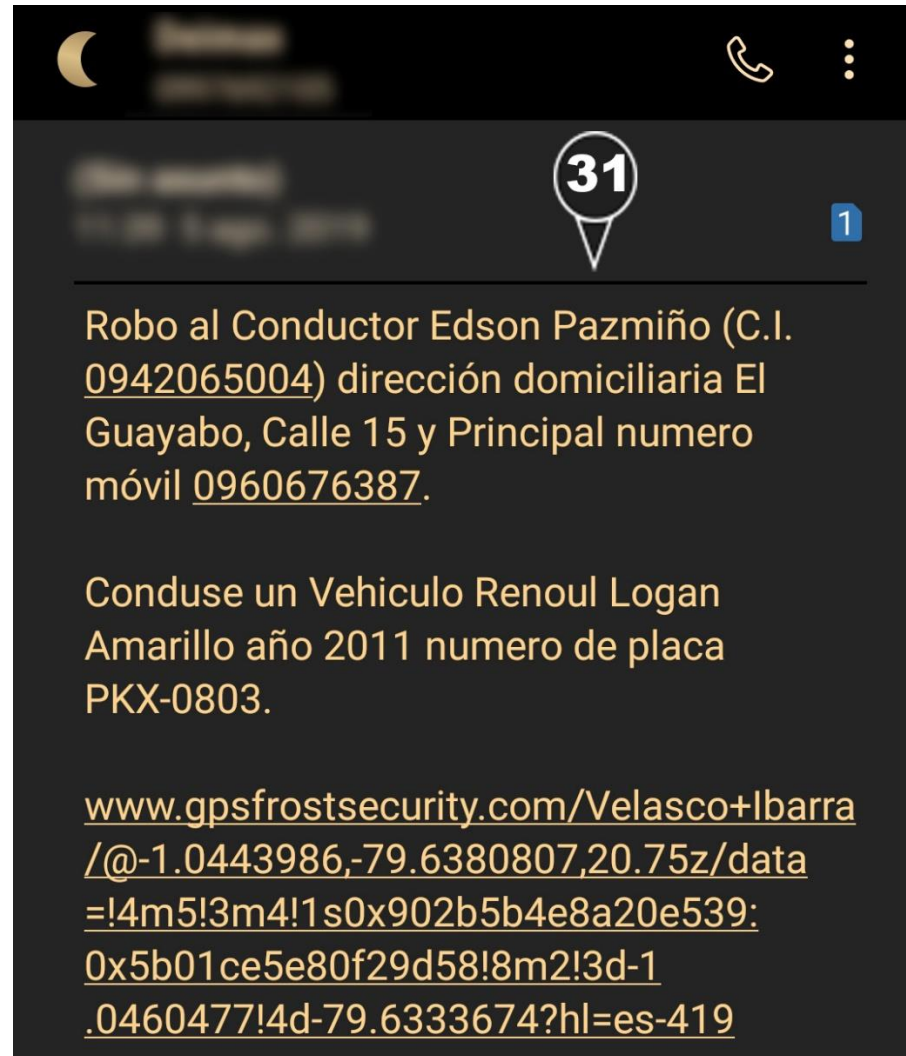 31
1
Robo al Conductor Edson Pazmiño (C.I.
0942065004) dirección domiciliaria El
Guayabo, Calle 15 y Principal numero
móvil 0960676387.
Conduse un Vehiculo Renoul Logan
Amarillo año 2011 numero de placa
PKX-0803.
www.gpsfrostsecurity.com/Velasco+Ibarra
/@-1.0443986,-79.6380807,20.75z/data
=!4m5!3m4!1s0x902b5b4e8a20e539:
0x5b01ce5e80f29d58!8m2!3d-1
.0460477!4d-79.6333674?hl=es-419